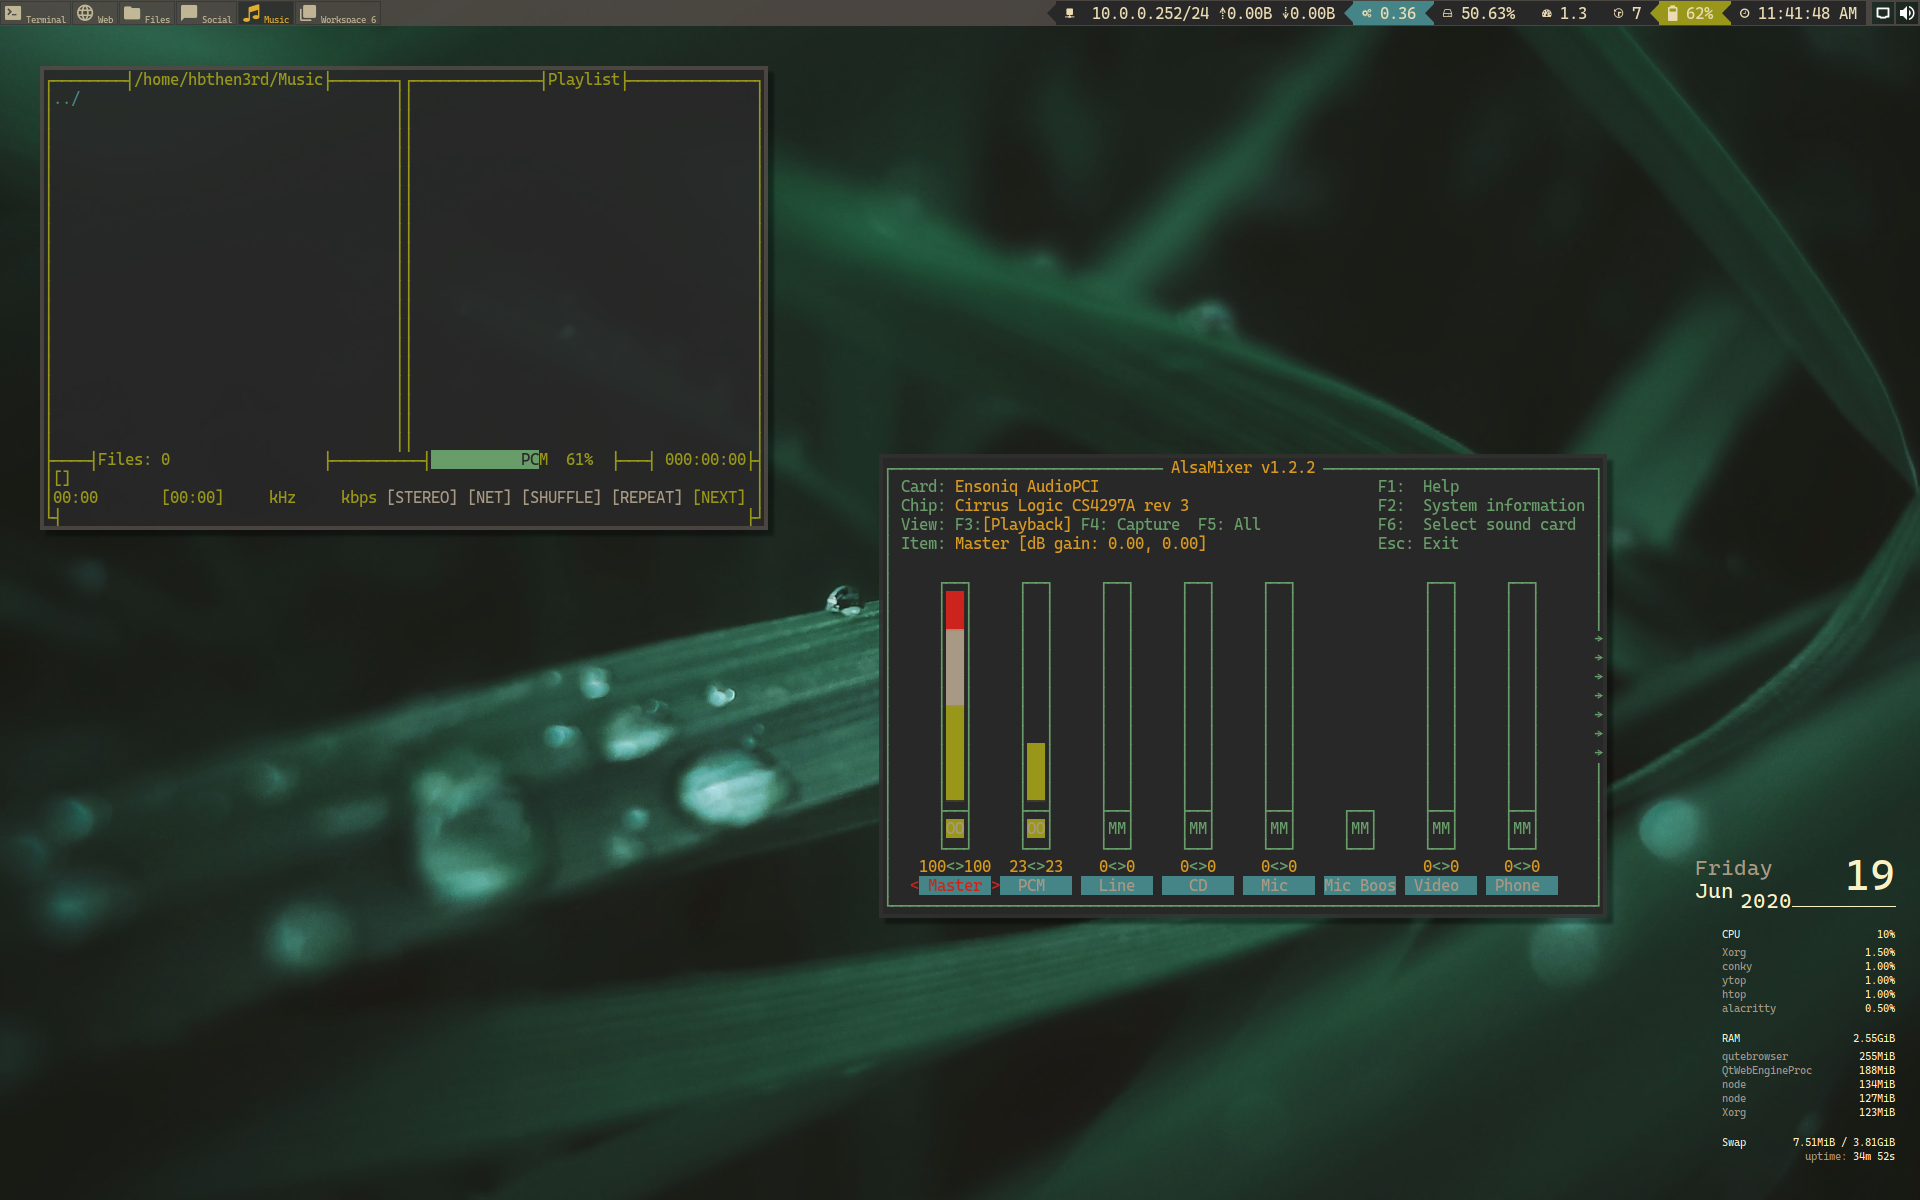 Terminal Web Files Social Music Workspace 6
10.0.0.252/24 ↑0.00B ↓0.00B 0.36 50.63% 1.3 7 62% 11:41:48 AM
/home/hbthen3rd/Music
../
Playlist
Files: 0
PCM 61% 000:00:00
[]
00:00 [00:00] kHz kbps [STEREO] [NET] [SHUFFLE] [REPEAT] [NEXT]
AlsaMixer v1.2.2
Card: Ensoniq AudioPCI F1: Help
Chip: Cirrus Logic CS4297A rev 3 F2: System information
View: F3:[Playback] F4: Capture F5: All F6: Select sound card
Item: Master [dB gain: 0.00, 0.00] Esc: Exit
OO OO MM MM MM MM MM MM
100<>100 23<>23 0<>0 0<>0 0<>0 0<>0 0<>0
< Master > PCM Line CD Mic Mic Boos Video Phone
Friday 19
Jun 2020
CPU 10%
Xorg 1.50%
conky 1.00%
ytop 1.00%
htop 1.00%
alacritty 0.50%
RAM 2.55GiB
qutebrowser 255MiB
QtWebEngineProc 188MiB
node 134MiB
node 127MiB
Xorg 123MiB
Swap 7.51MiB / 3.81GiB
uptime: 34m 52s